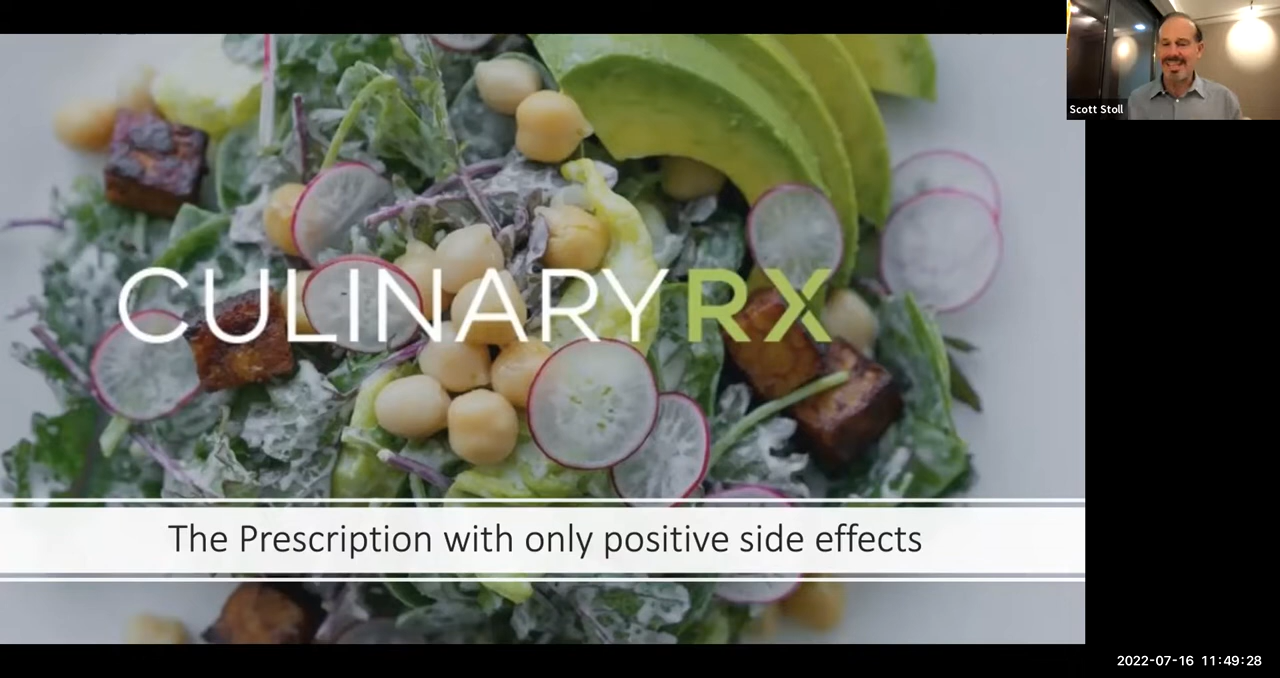 Scott Stoll
CULINARYRX
The Prescription with only positive side effects
2022-07-16 11:49:28